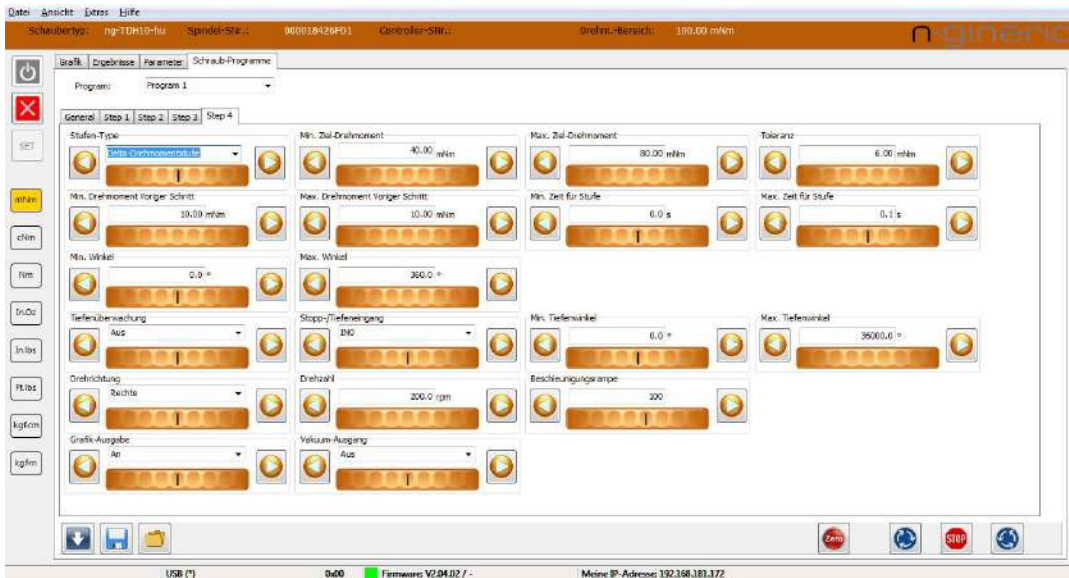 Datei Ansicht Extras Hilfe
Schraubertyp: ng-TDH10-hu Spindel-SNr.: 000018426FD1 Controller-SNr.: Drehm.-Bereich: 100.00 mNm n-gineric
Grafik Ergebnisse Parameter Schraub-Programme
Program: Program 1
General Step 1 Step 2 Step 3 Step 4
SET
Stufen-Type Min. Ziel-Drehmoment Max. Ziel-Drehmoment Toleranz
Delta-Drehmomentstufe 40.00 mNm 80.00 mNm 6.00 mNm
mNm
Min. Drehmoment Voriger Schritt Max. Drehmoment Voriger Schritt Min. Zeit für Stufe Max. Zeit für Stufe
10.00 mNm 10.00 mNm 0.0 s 0.1 s
cNm
Min. Winkel Max. Winkel
Nm
0.0 ° 360.0 °
In.Oz
Tiefenüberwachung Stopp-/Tiefeneingang Min. Tiefenwinkel Max. Tiefenwinkel
Aus IN0 0.0 ° 36000.0 °
In.lbs
Drehrichtung Drehzahl Beschleunigungsrampe
Ft.lbs
Rechts 200.0 rpm 100
kgfcm
Grafik-Ausgabe Vakuum-Ausgang
An Aus
kgfm
Zero STOP
USB (*) 0x00 Firmware: V2.04.02 / - Meine IP-Adresse: 192.168.181.172